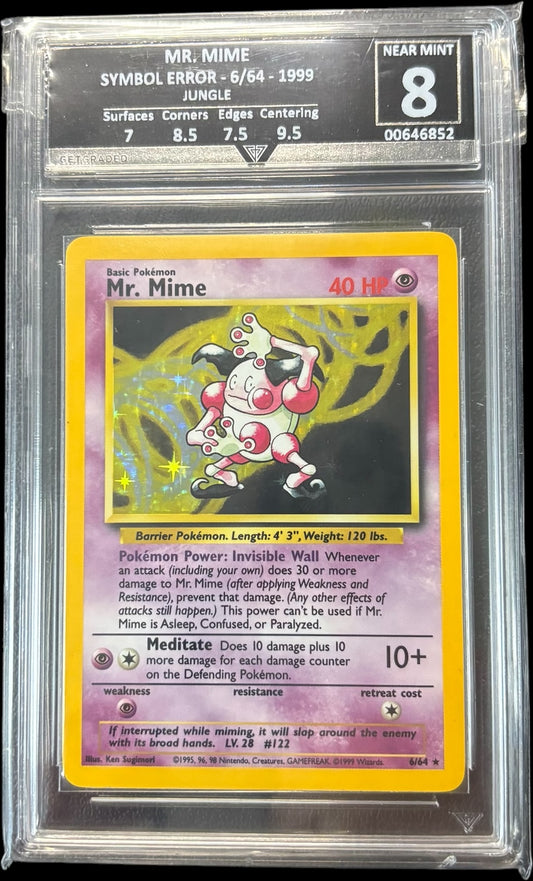 MR. MIME
SYMBOL ERROR - 6/64 - 1999
JUNGLE
Surfaces Corners Edges Centering
7 8.5 7.5 9.5
NEAR MINT
8
00646852
GETGRADED
Basic Pokémon
Mr. Mime
40 HP
Barrier Pokémon. Length: 4' 3", Weight: 120 lbs.
Pokémon Power: Invisible Wall Whenever
an attack (including your own) does 30 or more
damage to Mr. Mime (after applying Weakness and
Resistance), prevent that damage. (Any other effects of
attacks still happen.) This power can't be used if Mr.
Mime is Asleep, Confused, or Paralyzed.
Meditate Does 10 damage plus 10
more damage for each damage counter
on the Defending Pokémon.
10+
weakness resistance retreat cost
If interrupted while miming, it will slap around the enemy
with its broad hands. LV. 28 #122
Illus. Ken Sugimori ©1995, 96, 98 Nintendo, Creatures, GAMEFREAK. ©1999 Wizards. 6/64 ★